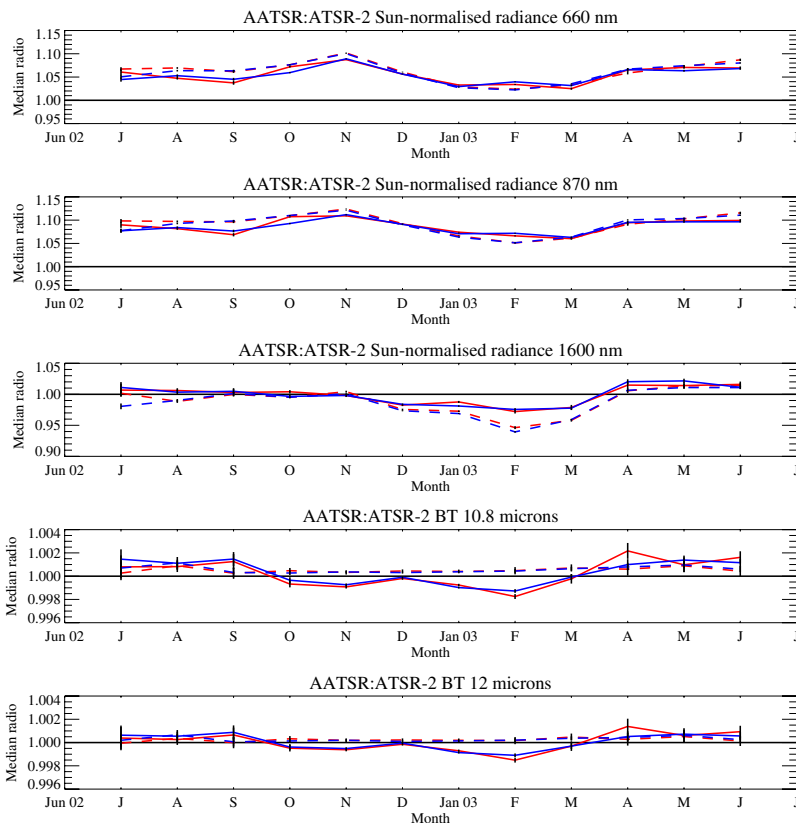 AATSR:ATSR-2 Sun-normalised radiance 660 nm
1.15
1.10
1.05
1.00
0.95
Median radio
Jun 02 J A S O N D Jan 03 F M A M J J
Month
AATSR:ATSR-2 Sun-normalised radiance 870 nm
1.15
1.10
1.05
1.00
0.95
Median radio
Jun 02 J A S O N D Jan 03 F M A M J J
Month
AATSR:ATSR-2 Sun-normalised radiance 1600 nm
1.05
1.00
0.95
0.90
Median radio
Jun 02 J A S O N D Jan 03 F M A M J J
Month
AATSR:ATSR-2 BT 10.8 microns
1.004
1.002
1.000
0.998
0.996
Median radio
Jun 02 J A S O N D Jan 03 F M A M J J
Month
AATSR:ATSR-2 BT 12 microns
1.004
1.002
1.000
0.998
0.996
Median radio
Jun 02 J A S O N D Jan 03 F M A M J J
Month